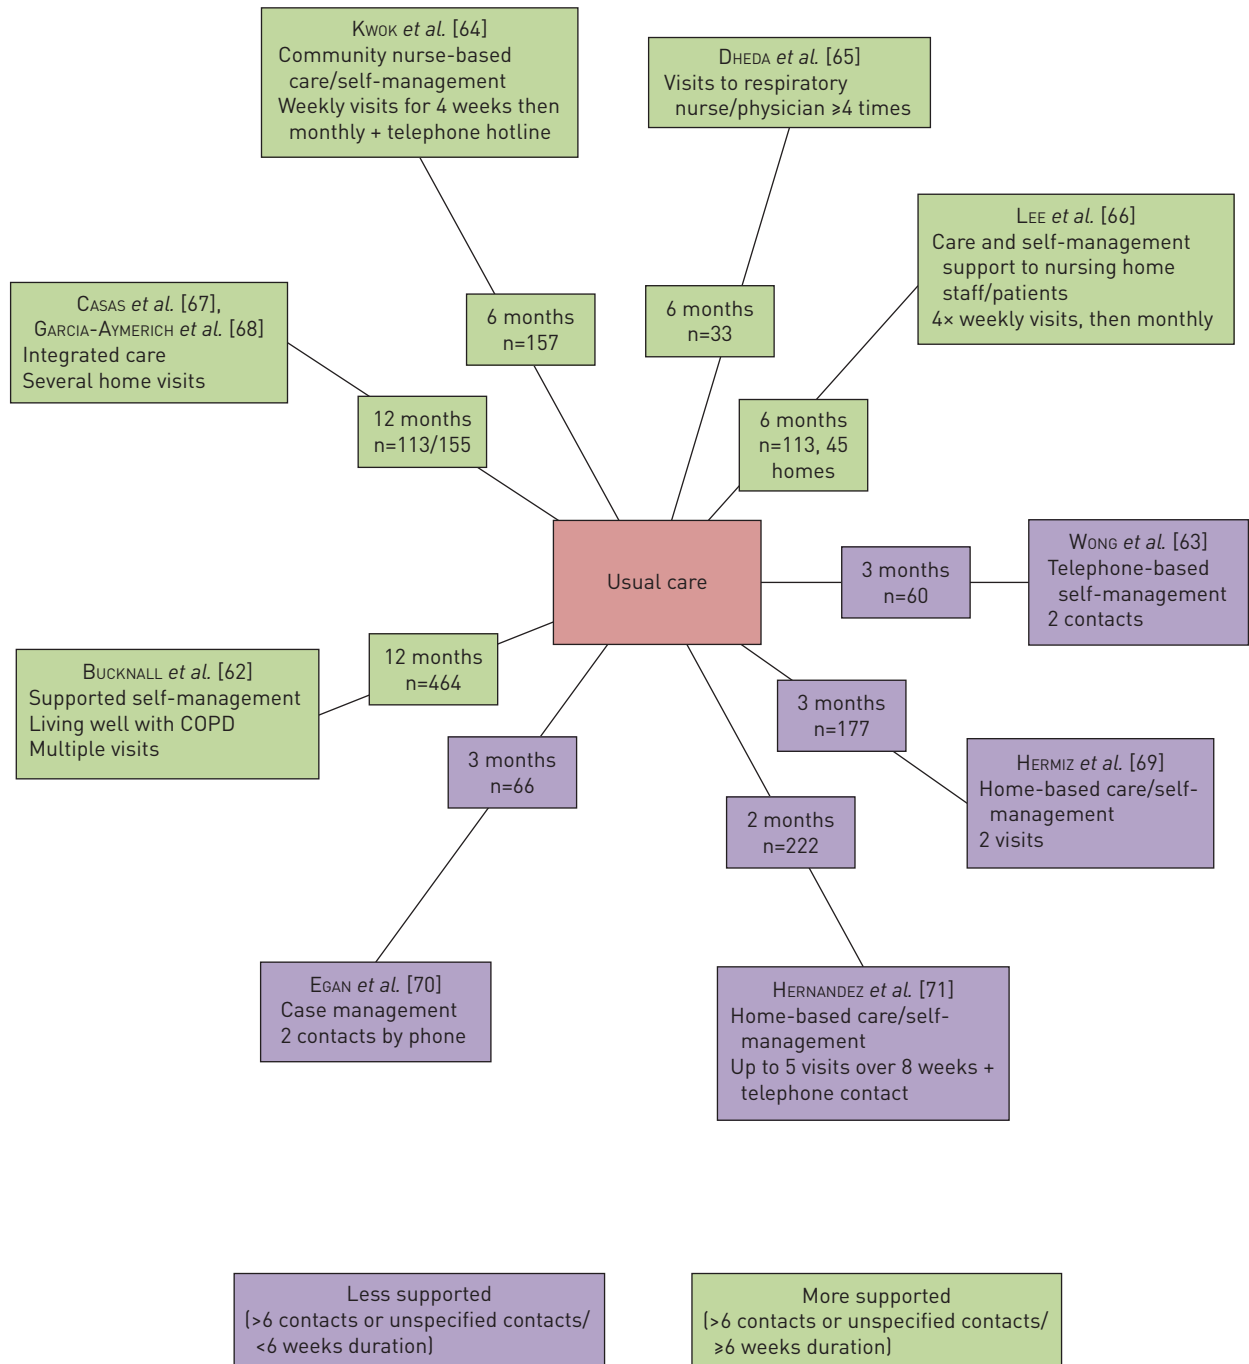 KWOK et al. [64]
Community nurse-based
care/self-management
Weekly visits for 4 weeks then
monthly + telephone hotline
DHEDA et al. [65]
Visits to respiratory
nurse/physician ⩾4 times
LEE et al. [66]
Care and self-management
support to nursing home
staff/patients
4× weekly visits, then monthly
CASAS et al. [67],
GARCIA-AYMERICH et al. [68]
Integrated care
Several home visits
6 months
n=157
6 months
n=33
12 months
n=113/155
6 months
n=113, 45
homes
Usual care
3 months
n=60
WONG et al. [63]
Telephone-based
self-management
2 contacts
BUCKNALL et al. [62]
Supported self-management
Living well with COPD
Multiple visits
12 months
n=464
3 months
n=177
3 months
n=66
HERMIZ et al. [69]
Home-based care/self-
management
2 visits
2 months
n=222
EGAN et al. [70]
Case management
2 contacts by phone
HERNANDEZ et al. [71]
Home-based care/self-
management
Up to 5 visits over 8 weeks +
telephone contact
Less supported
(>6 contacts or unspecified contacts/
<6 weeks duration)
More supported
(>6 contacts or unspecified contacts/
⩾6 weeks duration)